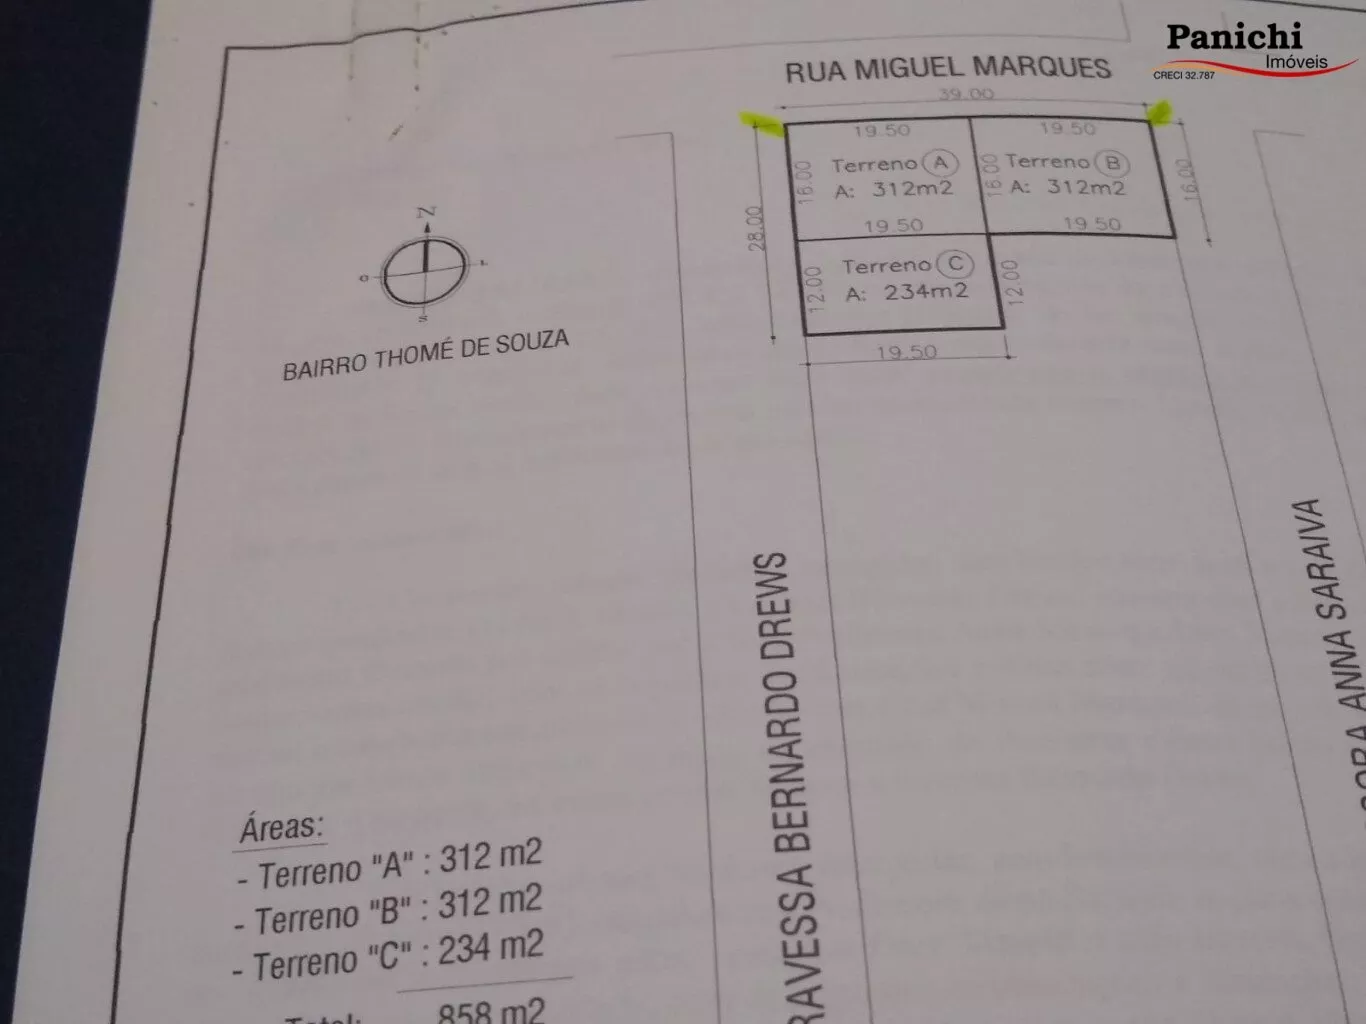 Panichi
Imóveis
CRECI 32.787
RUA MIGUEL MARQUES
39.00
19.50
19.50
Terreno A
A: 312m2
16.00
Terreno B
A: 312m2
16.00
16.00
28.00
19.50
19.50
Terreno C
A: 234m2
12.00
12.00
19.50
N
O
L
S
BAIRRO THOMÉ DE SOUZA
RAVESSA BERNARDO DREWS
ORA ANNA SARAIVA
Áreas:
- Terreno "A" : 312 m2
- Terreno "B" : 312 m2
- Terreno "C" : 234 m2
Total: 858 m2